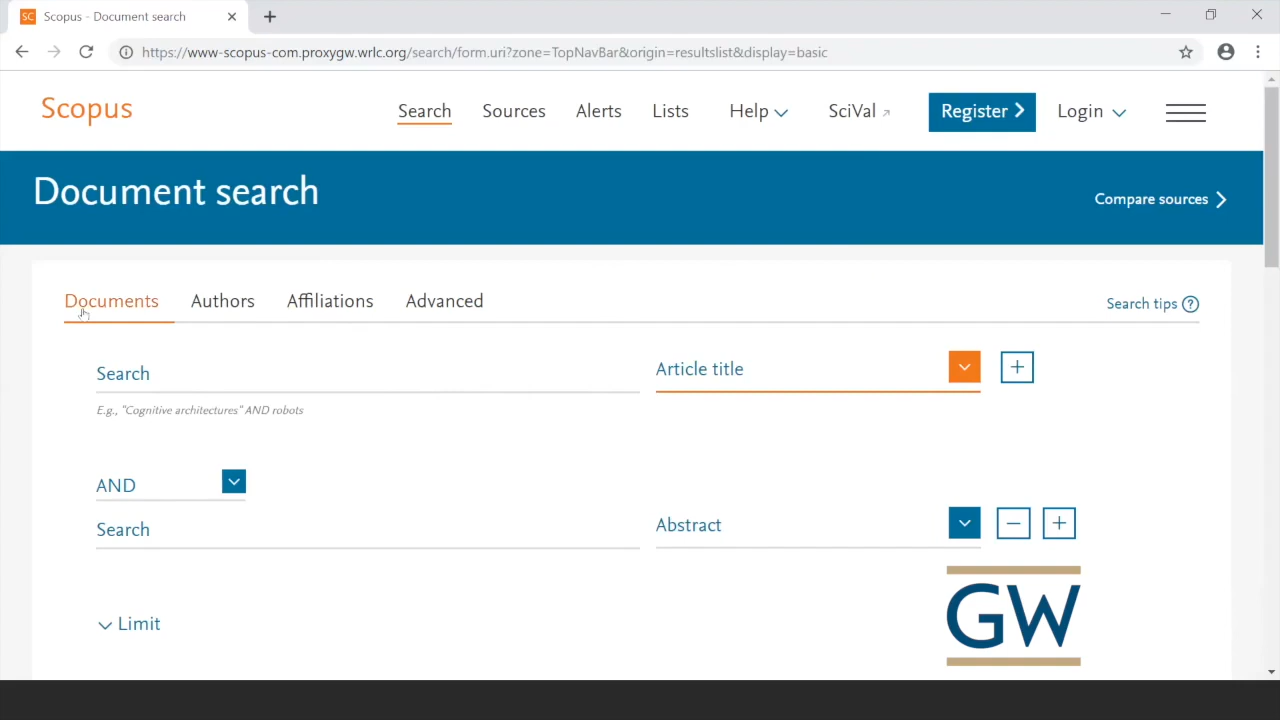 SC Scopus - Document search
https://www-scopus-com.proxygw.wrlc.org/search/form.uri?zone=TopNavBar&origin=resultslist&display=basic
Scopus Search Sources Alerts Lists Help SciVal Register Login
Document search
Compare sources
Documents Authors Affiliations Advanced Search tips ?
Search Article title
E.g., "Cognitive architectures" AND robots
AND
Search Abstract
Limit
GW